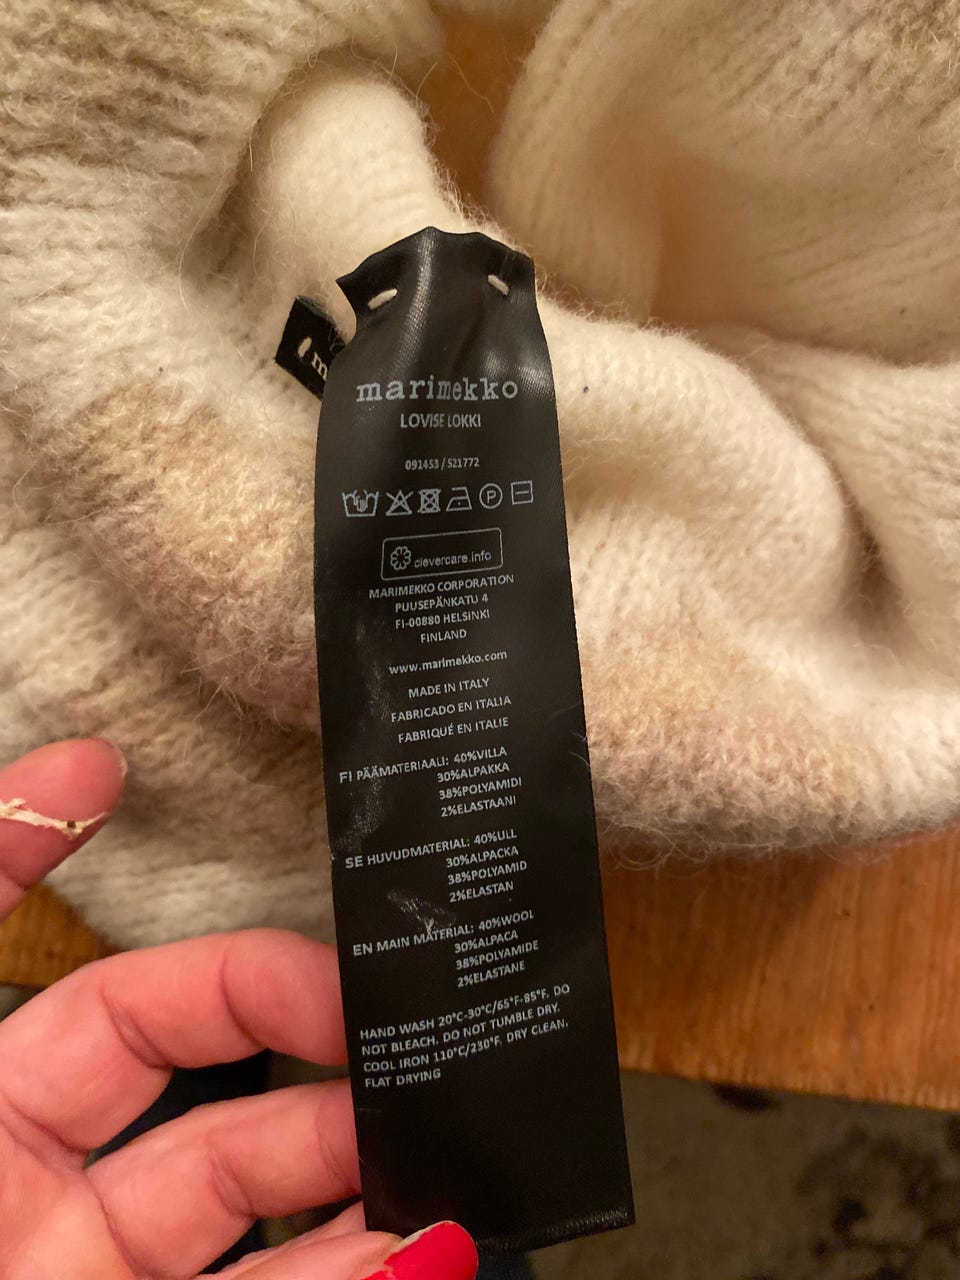 m
marimekko
LOVISE LOKKI
091453 / 521772
P
clevercare.info
MARIMEKKO CORPORATION
PUUSEPÄNKATU 4
FI-00880 HELSINKI
FINLAND
www.marimekko.com
MADE IN ITALY
FABRICADO EN ITALIA
FABRIQUÉ EN ITALIE
FI PÄÄMATERIAALI: 40%VILLA
30%ALPAKKA
38%POLYAMIDI
2%ELASTAANI
SE HUVUDMATERIAL: 40%ULL
30%ALPACKA
38%POLYAMID
2%ELASTAN
EN MAIN MATERIAL: 40%WOOL
30%ALPACA
38%POLYAMIDE
2%ELASTANE
HAND WASH 20°C-30°C/65°F-85°F. DO
NOT BLEACH. DO NOT TUMBLE DRY.
COOL IRON 110°C/230°F. DRY CLEAN.
FLAT DRYING